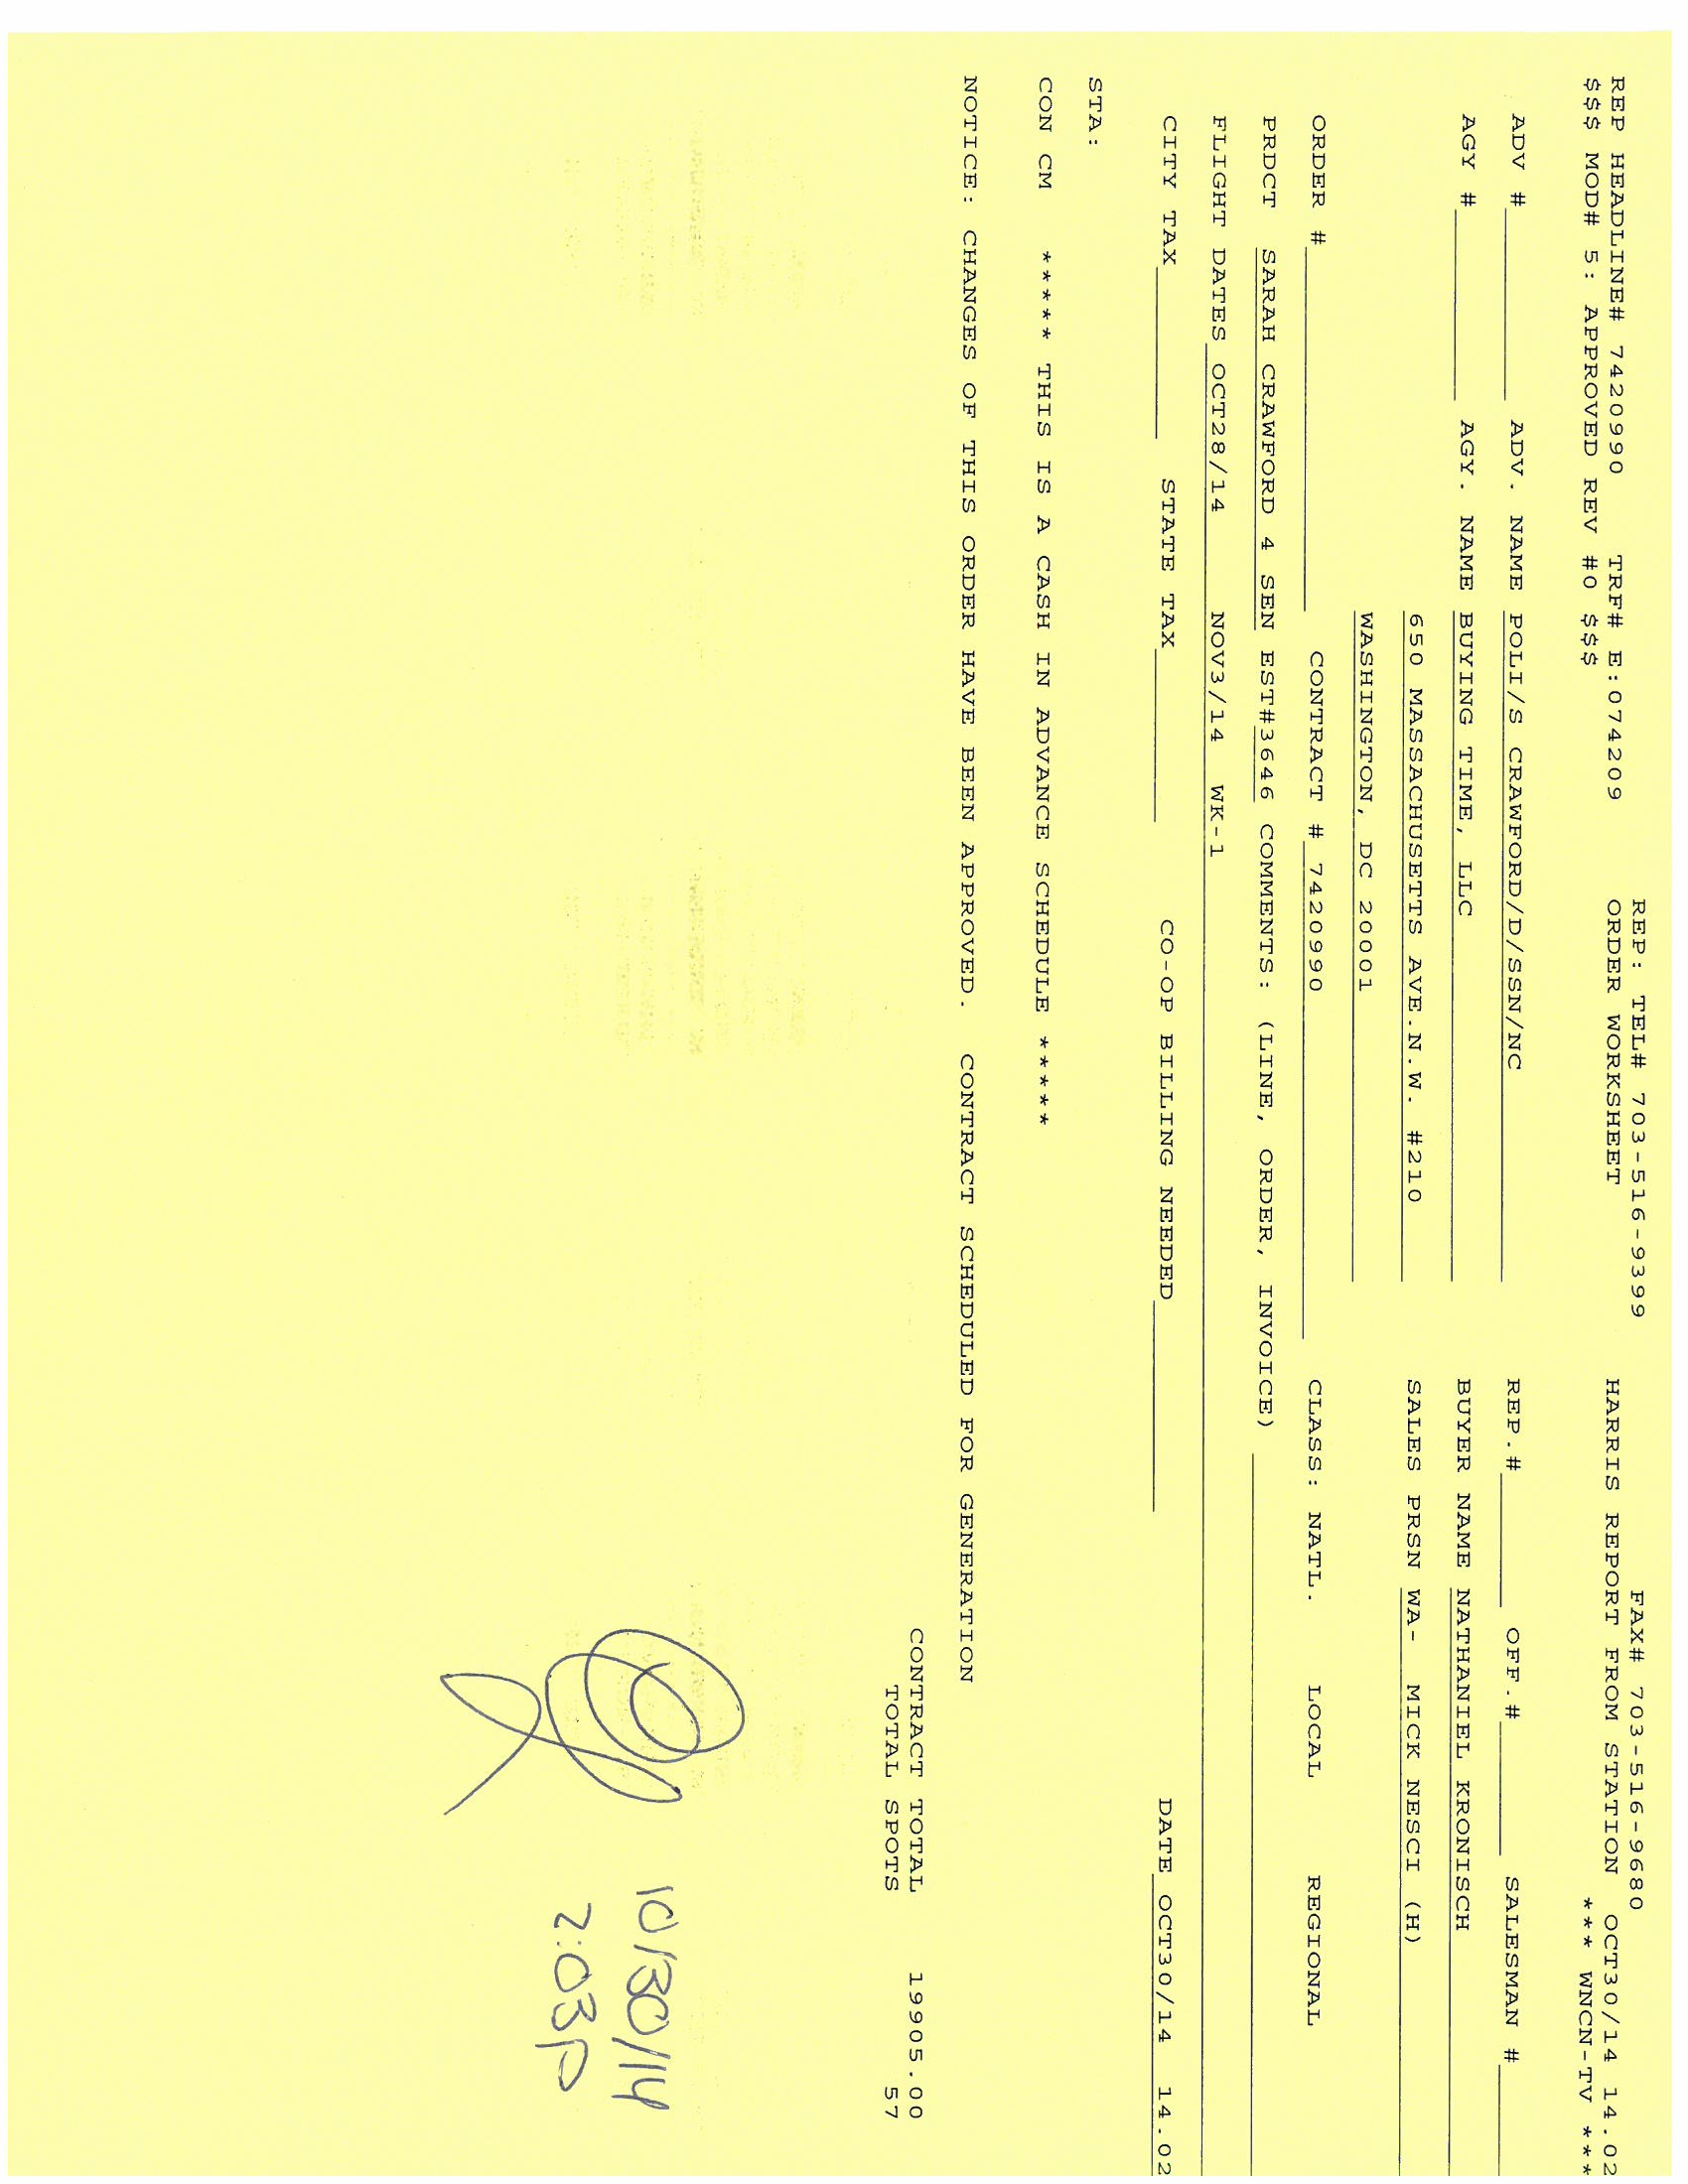 REP: TEL# 703-516-9399 FAX# 703-516-9680
REP HEADLINE# 7420990 TRF# E:074209 ORDER WORKSHEET HARRIS REPORT FROM STATION OCT30/14 14.02
$$$ MOD# 5: APPROVED REV #0 $$$ *** WNCN-TV ***
ADV # ADV. NAME POLI/S CRAWFORD/D/SSN/NC REP.# OFF.# SALESMAN #
AGY # AGY. NAME BUYING TIME, LLC BUYER NAME NATHANIEL KRONISCH
650 MASSACHUSETTS AVE.N.W. #210 SALES PRSN WA- MICK NESCI (H)
WASHINGTON, DC 20001
ORDER # CONTRACT # 7420990 CLASS: NATL. LOCAL REGIONAL
PRDCT SARAH CRAWFORD 4 SEN EST#3646 COMMENTS: (LINE, ORDER, INVOICE)
FLIGHT DATES OCT28/14 NOV3/14 WK-1
CITY TAX STATE TAX CO-OP BILLING NEEDED DATE OCT30/14 14.02
STA:
CON CM ***** THIS IS A CASH IN ADVANCE SCHEDULE *****
NOTICE: CHANGES OF THIS ORDER HAVE BEEN APPROVED. CONTRACT SCHEDULED FOR GENERATION
CONTRACT TOTAL 19905.00
TOTAL SPOTS 57
10/30/14
2:03p